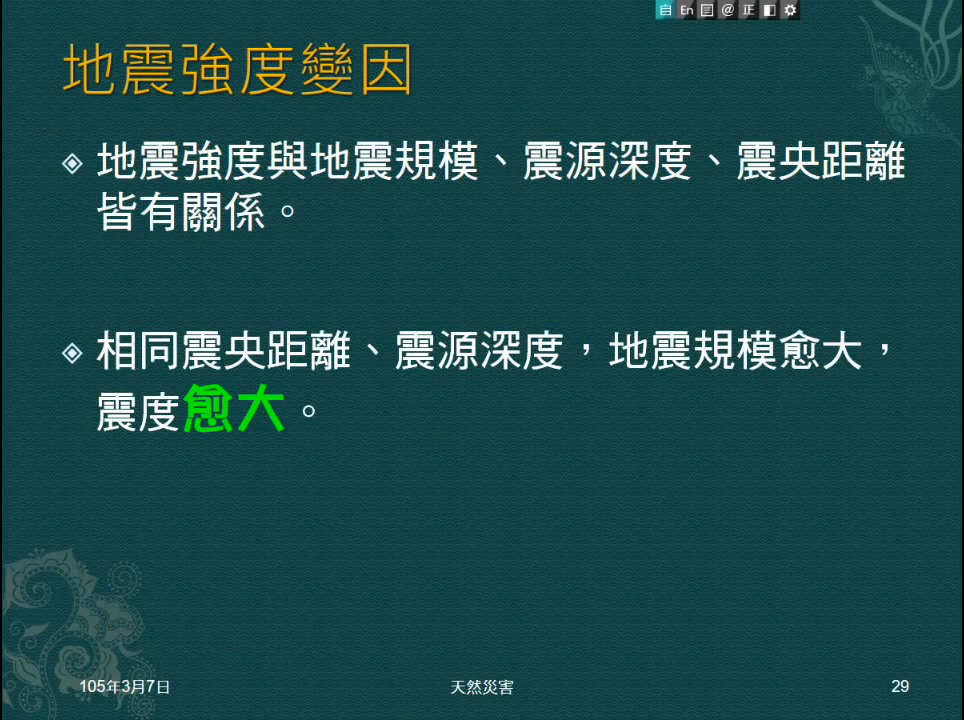 自 En @ 正
地震強度變因
地震強度與地震規模、震源深度、震央距離
皆有關係。
相同震央距離、震源深度，地震規模愈大，
震度愈大。
105年3月7日
天然災害
29